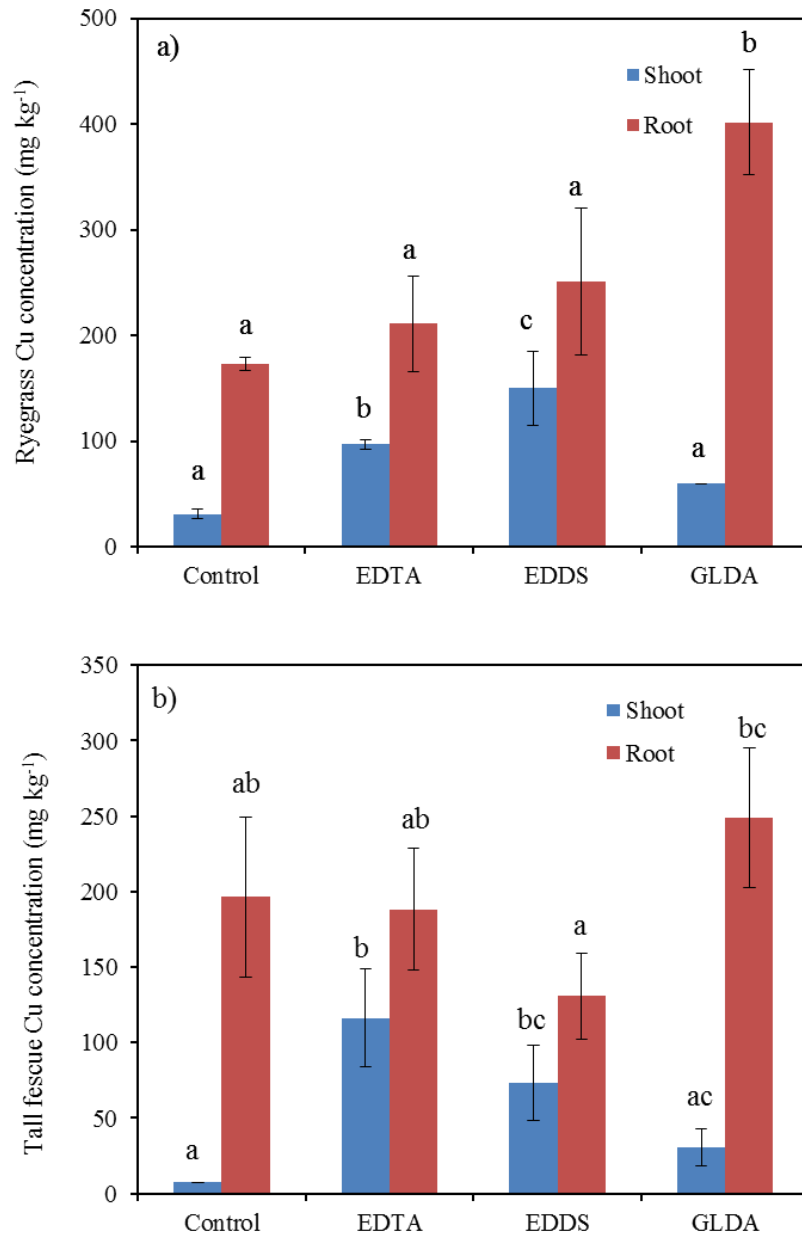 a)
Shoot
Root
Ryegrass Cu concentration (mg kg⁻¹)
500
400
300
200
100
0
a
a
b
a
c
a
a
b
Control EDTA EDDS GLDA
b)
Shoot
Root
Tall fescue Cu concentration (mg kg⁻¹)
350
300
250
200
150
100
50
0
a
ab
b
ab
bc
a
ac
bc
Control EDTA EDDS GLDA